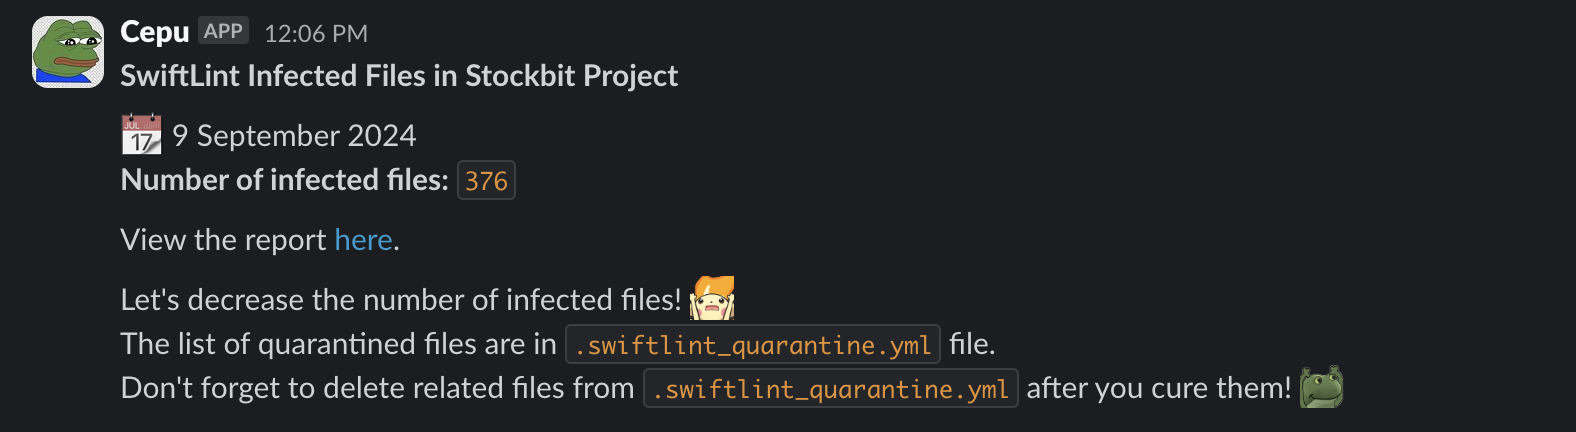 Cepu APP 12:06 PM
SwiftLint Infected Files in Stockbit Project
JUL
17 9 September 2024
Number of infected files: 376
View the report here.
Let's decrease the number of infected files!
The list of quarantined files are in .swiftlint_quarantine.yml file.
Don't forget to delete related files from .swiftlint_quarantine.yml after you cure them!